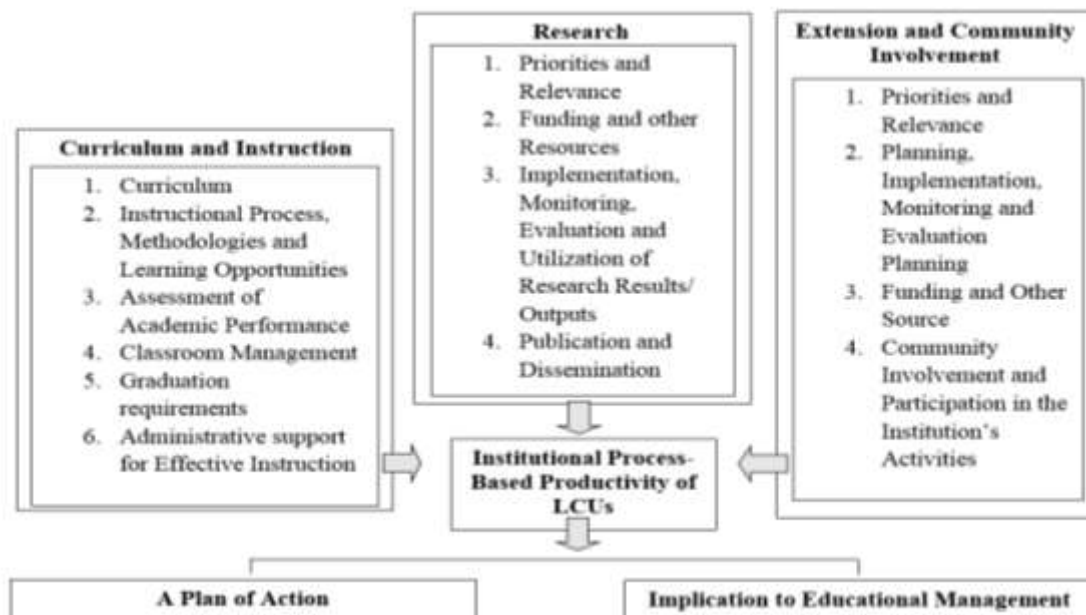 Curriculum and Instruction
1. Curriculum
2. Instructional Process,
Methodologies and
Learning Opportunities
3. Assessment of
Academic Performance
4. Classroom Management
5. Graduation
requirements
6. Administrative support
for Effective Instruction
Research
1. Priorities and
Relevance
2. Funding and other
Resources
3. Implementation,
Monitoring,
Evaluation and
Utilization of
Research Results/
Outputs
4. Publication and
Dissemination
Extension and Community
Involvement
1. Priorities and
Relevance
2. Planning,
Implementation,
Monitoring and
Evaluation
Planning
3. Funding and Other
Source
4. Community
Involvement and
Participation in the
Institution's
Activities
Institutional Process-
Based Productivity of
LCUs
A Plan of Action
Implication to Educational Management